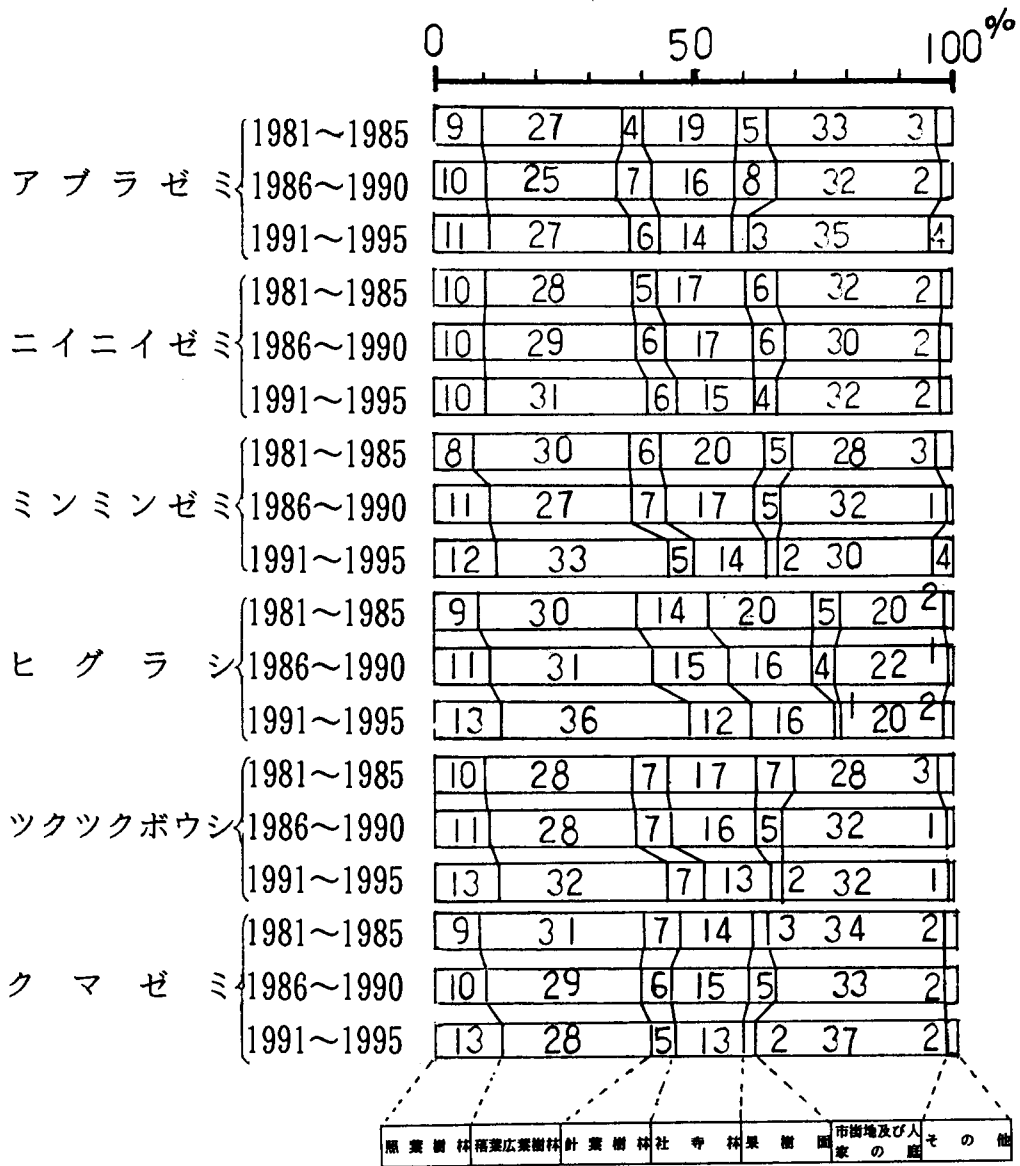 0 50 100%
アブラゼミ
1981～1985 9 27 4 19 5 33 3
1986～1990 10 25 7 16 8 32 2
1991～1995 11 27 6 14 3 35 4
ニイニイゼミ
1981～1985 10 28 5 17 6 32 2
1986～1990 10 29 6 17 6 30 2
1991～1995 10 31 6 15 4 32 2
ミンミンゼミ
1981～1985 8 30 6 20 5 28 3
1986～1990 11 27 7 17 5 32 1
1991～1995 12 33 5 14 2 30 4
ヒグラシ
1981～1985 9 30 14 20 5 20 2
1986～1990 11 31 15 16 4 22 1
1991～1995 13 36 12 16 1 20 2
ツクツクボウシ
1981～1985 10 28 7 17 7 28 3
1986～1990 11 28 7 16 5 32 1
1991～1995 13 32 7 13 2 32 1
クマゼミ
1981～1985 9 31 7 14 3 34 2
1986～1990 10 29 6 15 5 33 2
1991～1995 13 28 5 13 2 37 2
照葉樹林 落葉広葉樹林 針葉樹林 社寺林 果樹園 市街地及び人家の庭 その他